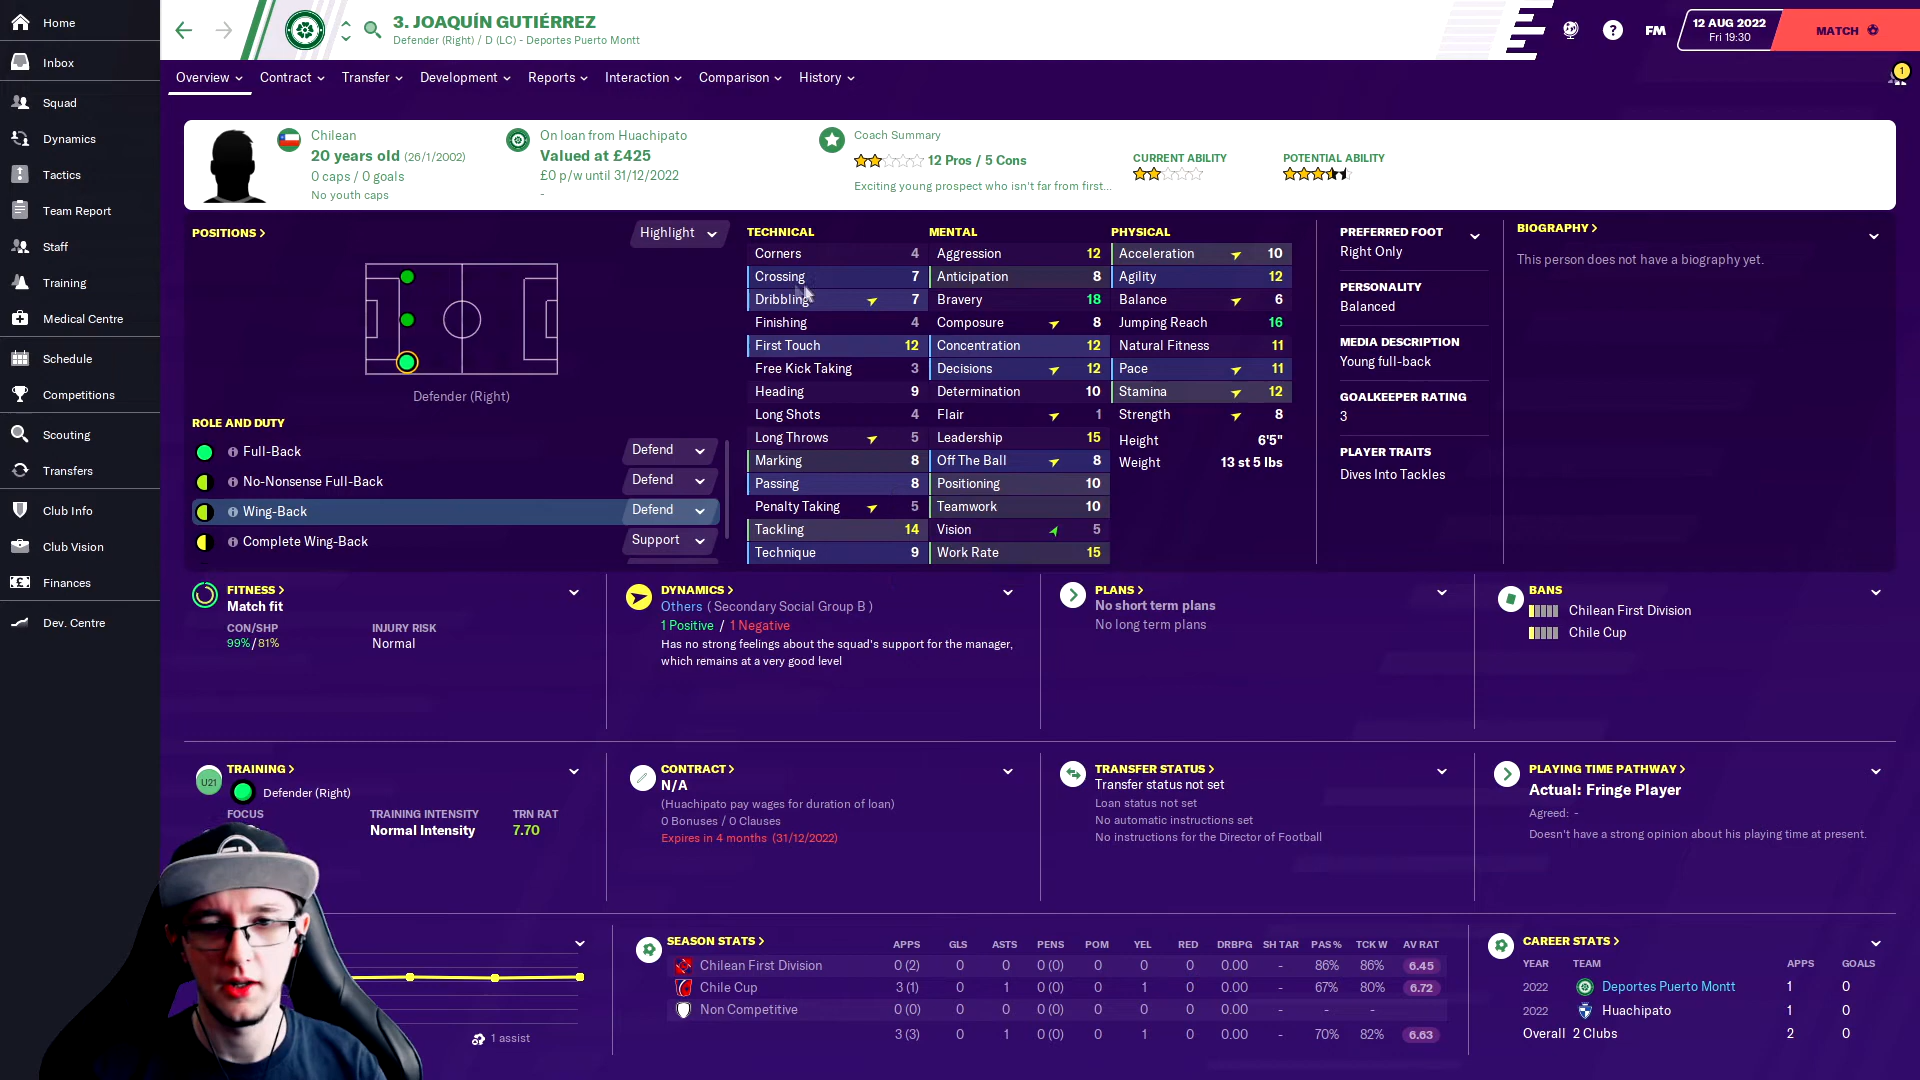 Home
Inbox
Squad
Dynamics
Tactics
Team Report
Staff
Training
Medical Centre
Schedule
Competitions
Scouting
Transfers
Club Info
Club Vision
Finances
Dev. Centre
3. JOAQUÍN GUTIÉRREZ
Defender (Right) / D (LC) - Deportes Puerto Montt
FM
12 AUG 2022
Fri 19:30
MATCH
1
Overview Contract Transfer Development Reports Interaction Comparison History
Chilean
20 years old (26/1/2002)
0 caps / 0 goals
No youth caps
On loan from Huachipato
Valued at £425
£0 p/w until 31/12/2022
-
Coach Summary
12 Pros / 5 Cons
Exciting young prospect who isn't far from first...
CURRENT ABILITY
POTENTIAL ABILITY
POSITIONS >
Highlight
Defender (Right)
ROLE AND DUTY
Full-Back Defend
No-Nonsense Full-Back Defend
Wing-Back Defend
Complete Wing-Back Support
TECHNICAL
Corners 4
Crossing 7
Dribbling 7
Finishing 4
First Touch 12
Free Kick Taking 3
Heading 9
Long Shots 4
Long Throws 5
Marking 8
Passing 8
Penalty Taking 5
Tackling 14
Technique 9
MENTAL
Aggression 12
Anticipation 8
Bravery 18
Composure 8
Concentration 12
Decisions 12
Determination 10
Flair 1
Leadership 15
Off The Ball 8
Positioning 10
Teamwork 10
Vision 5
Work Rate 15
PHYSICAL
Acceleration 10
Agility 12
Balance 6
Jumping Reach 16
Natural Fitness 11
Pace 11
Stamina 12
Strength 8
Height 6'5"
Weight 13 st 5 lbs
PREFERRED FOOT
Right Only
PERSONALITY
Balanced
MEDIA DESCRIPTION
Young full-back
GOALKEEPER RATING
3
PLAYER TRAITS
Dives Into Tackles
BIOGRAPHY >
This person does not have a biography yet.
FITNESS >
Match fit
CON/SHP INJURY RISK
99%/81% Normal
DYNAMICS >
Others ( Secondary Social Group B )
1 Positive / 1 Negative
Has no strong feelings about the squad's support for the manager,
which remains at a very good level
PLANS >
No short term plans
No long term plans
BANS
Chilean First Division
Chile Cup
U21
TRAINING >
Defender (Right)
FOCUS TRAINING INTENSITY TRN RAT
Normal Intensity 7.70
CONTRACT >
N/A
(Huachipato pay wages for duration of loan)
0 Bonuses / 0 Clauses
Expires in 4 months (31/12/2022)
TRANSFER STATUS >
Transfer status not set
Loan status not set
No automatic instructions set
No instructions for the Director of Football
PLAYING TIME PATHWAY >
Actual: Fringe Player
Agreed: -
Doesn't have a strong opinion about his playing time at present.
1 assist
SEASON STATS > APPS GLS ASTS PENS POM YEL RED DRBPG SH TAR PAS % TCK W AV RAT
Chilean First Division 0 (2) 0 0 0 (0) 0 0 0 0.00 - 86% 86% 6.45
Chile Cup 3 (1) 0 1 0 (0) 0 1 0 0.00 - 67% 80% 6.72
Non Competitive 0 (0) 0 0 0 (0) 0 0 0 0.00 - - - -
3 (3) 0 1 0 (0) 0 1 0 0.00 - 70% 82% 6.63
CAREER STATS >
YEAR TEAM APPS GOALS
2022 Deportes Puerto Montt 1 0
2022 Huachipato 1 0
Overall 2 Clubs 2 0